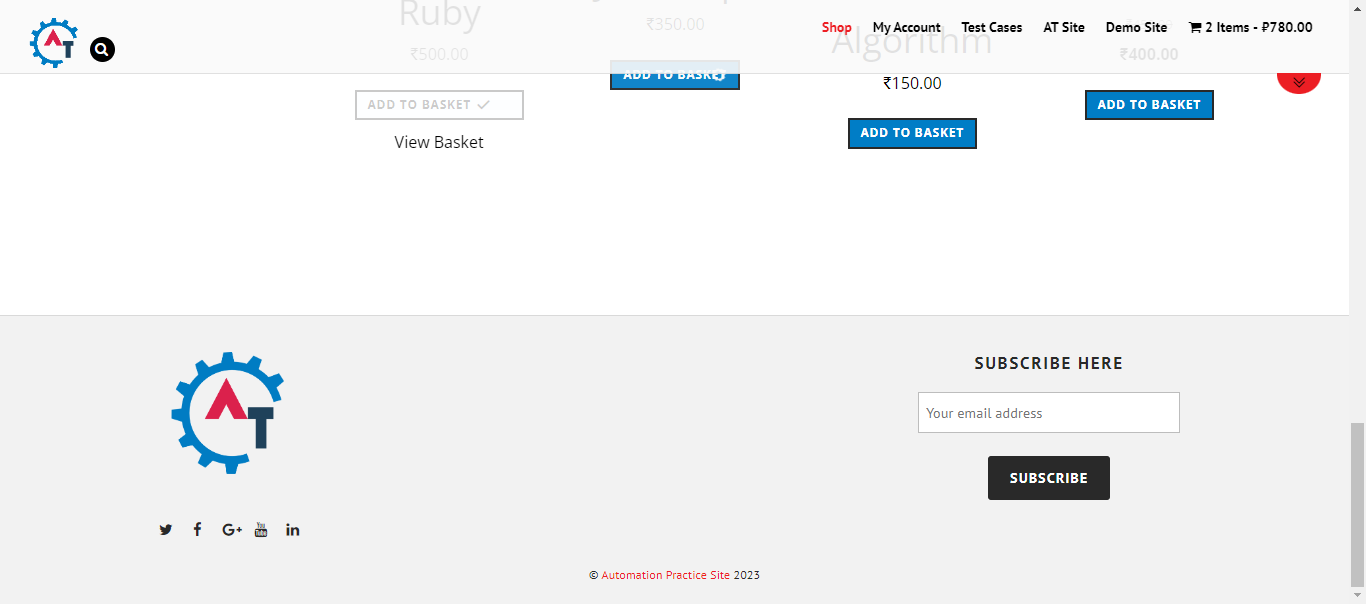 Ruby
₹500.00
₹350.00
Shop My Account Test Cases AT Site Demo Site 2 Items - ₽780.00
Algorithm
₹400.00
ADD TO BASKET
₹150.00
ADD TO BASKET
ADD TO BASKET
View Basket
ADD TO BASKET
SUBSCRIBE HERE
AT
Your email address
SUBSCRIBE
© Automation Practice Site 2023